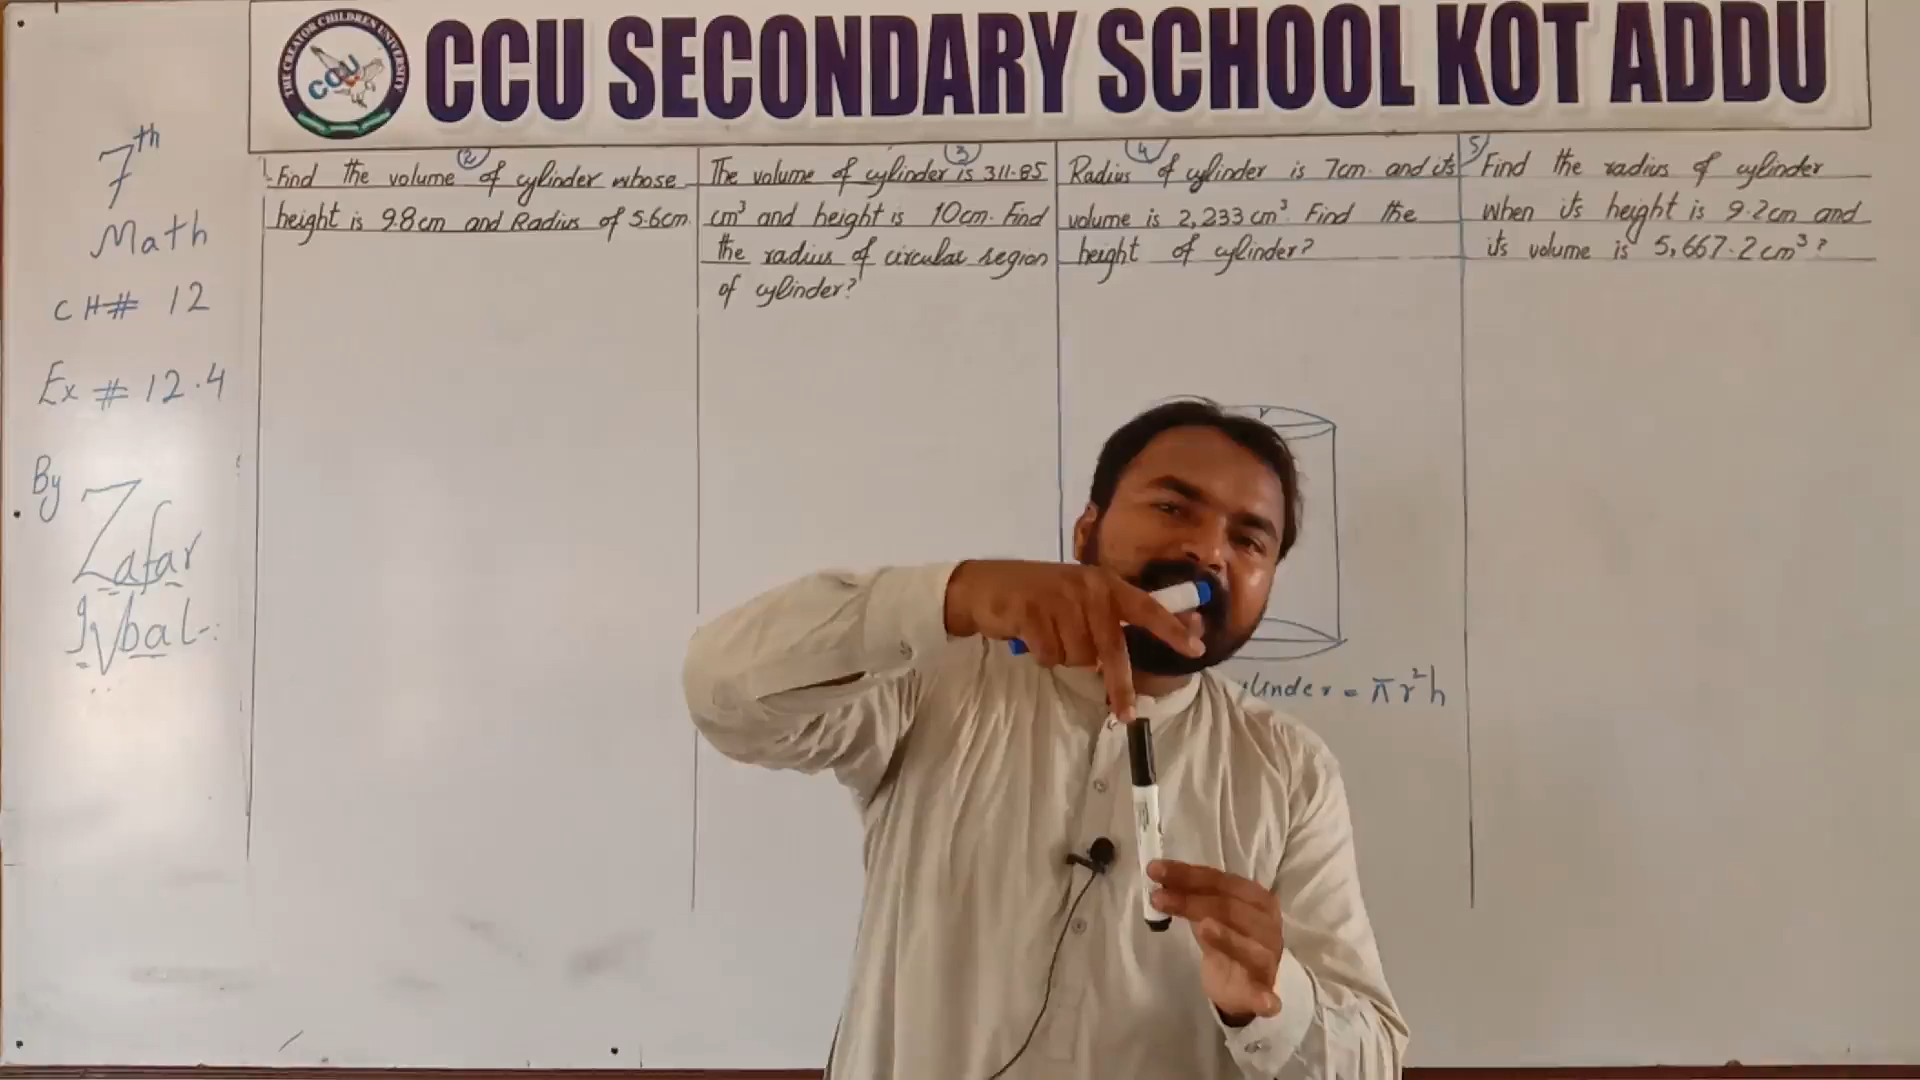 THE CREATOR CHILDREN UNIVERSITY
CCU
CCU SECONDARY SCHOOL KOT ADDU
7th
Math
CH# 12
Ex # 12.4
By
Zafar
Iqbal
2
Find the volume of cylinder whose
height is 9.8cm and Radius of 5.6cm.
3
The volume of cylinder is 311.85
cm³ and height is 10cm. Find
the radius of circular region
of cylinder?
4
Radius of cylinder is 7cm. and its
volume is 2,233 cm³. Find the
height of cylinder?
r
ylinder = πr²h
5
Find the radius of cylinder
when its height is 9.2cm and
its volume is 5,667.2cm³?